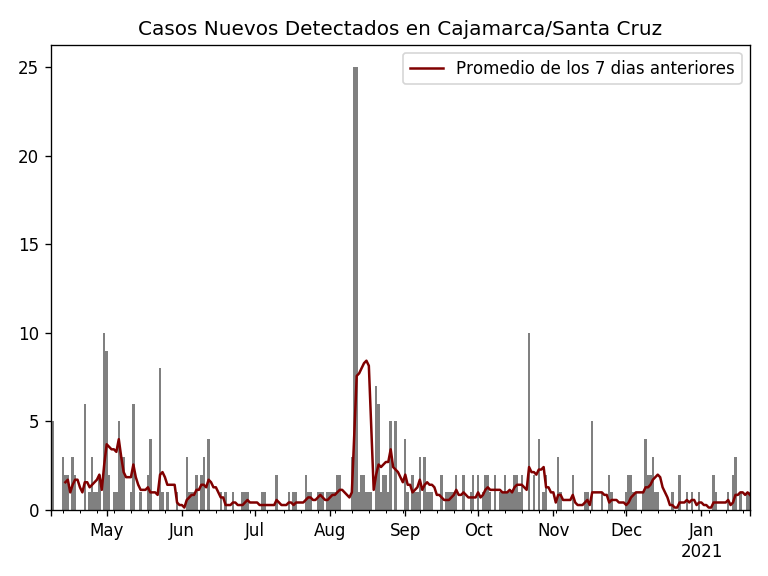 Casos Nuevos Detectados en Cajamarca/Santa Cruz
Promedio de los 7 dias anteriores
25
20
15
10
5
0
May Jun Jul Aug Sep Oct Nov Dec Jan
2021